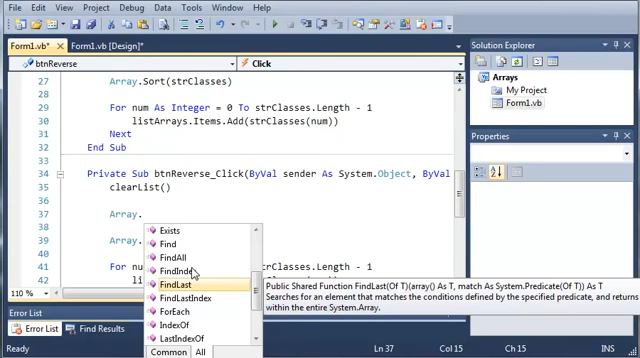 File Edit View Project Data Tools Window Help
Form1.vb* Form1.vb [Design]*
btnReverse Click
27 Array.Sort(strClasses)
28
29 For num As Integer = 0 To strClasses.Length - 1
30 listArrays.Items.Add(strClasses(num))
31 Next
32 End Sub
33
34 Private Sub btnReverse_Click(ByVal sender As System.Object, ByVal
35 clearList()
36
37 Array.
38
39 Array.
40
41 For nu s.Length - 1
42 li s(num))
Exists
Find
FindAll
FindInde
FindLast
FindLastIndex
ForEach
IndexOf
LastIndexOf
Common All
Public Shared Function FindLast(Of T)(array() As T, match As System.Predicate(Of T)) As T
Searches for an element that matches the conditions defined by the specified predicate, and returns
within the entire System.Array.
110 %
Error List
Error List Find Results
Ln 37 Col 15 Ch 15 INS
Solution Explorer
Arrays
My Project
Form1.vb
Properties